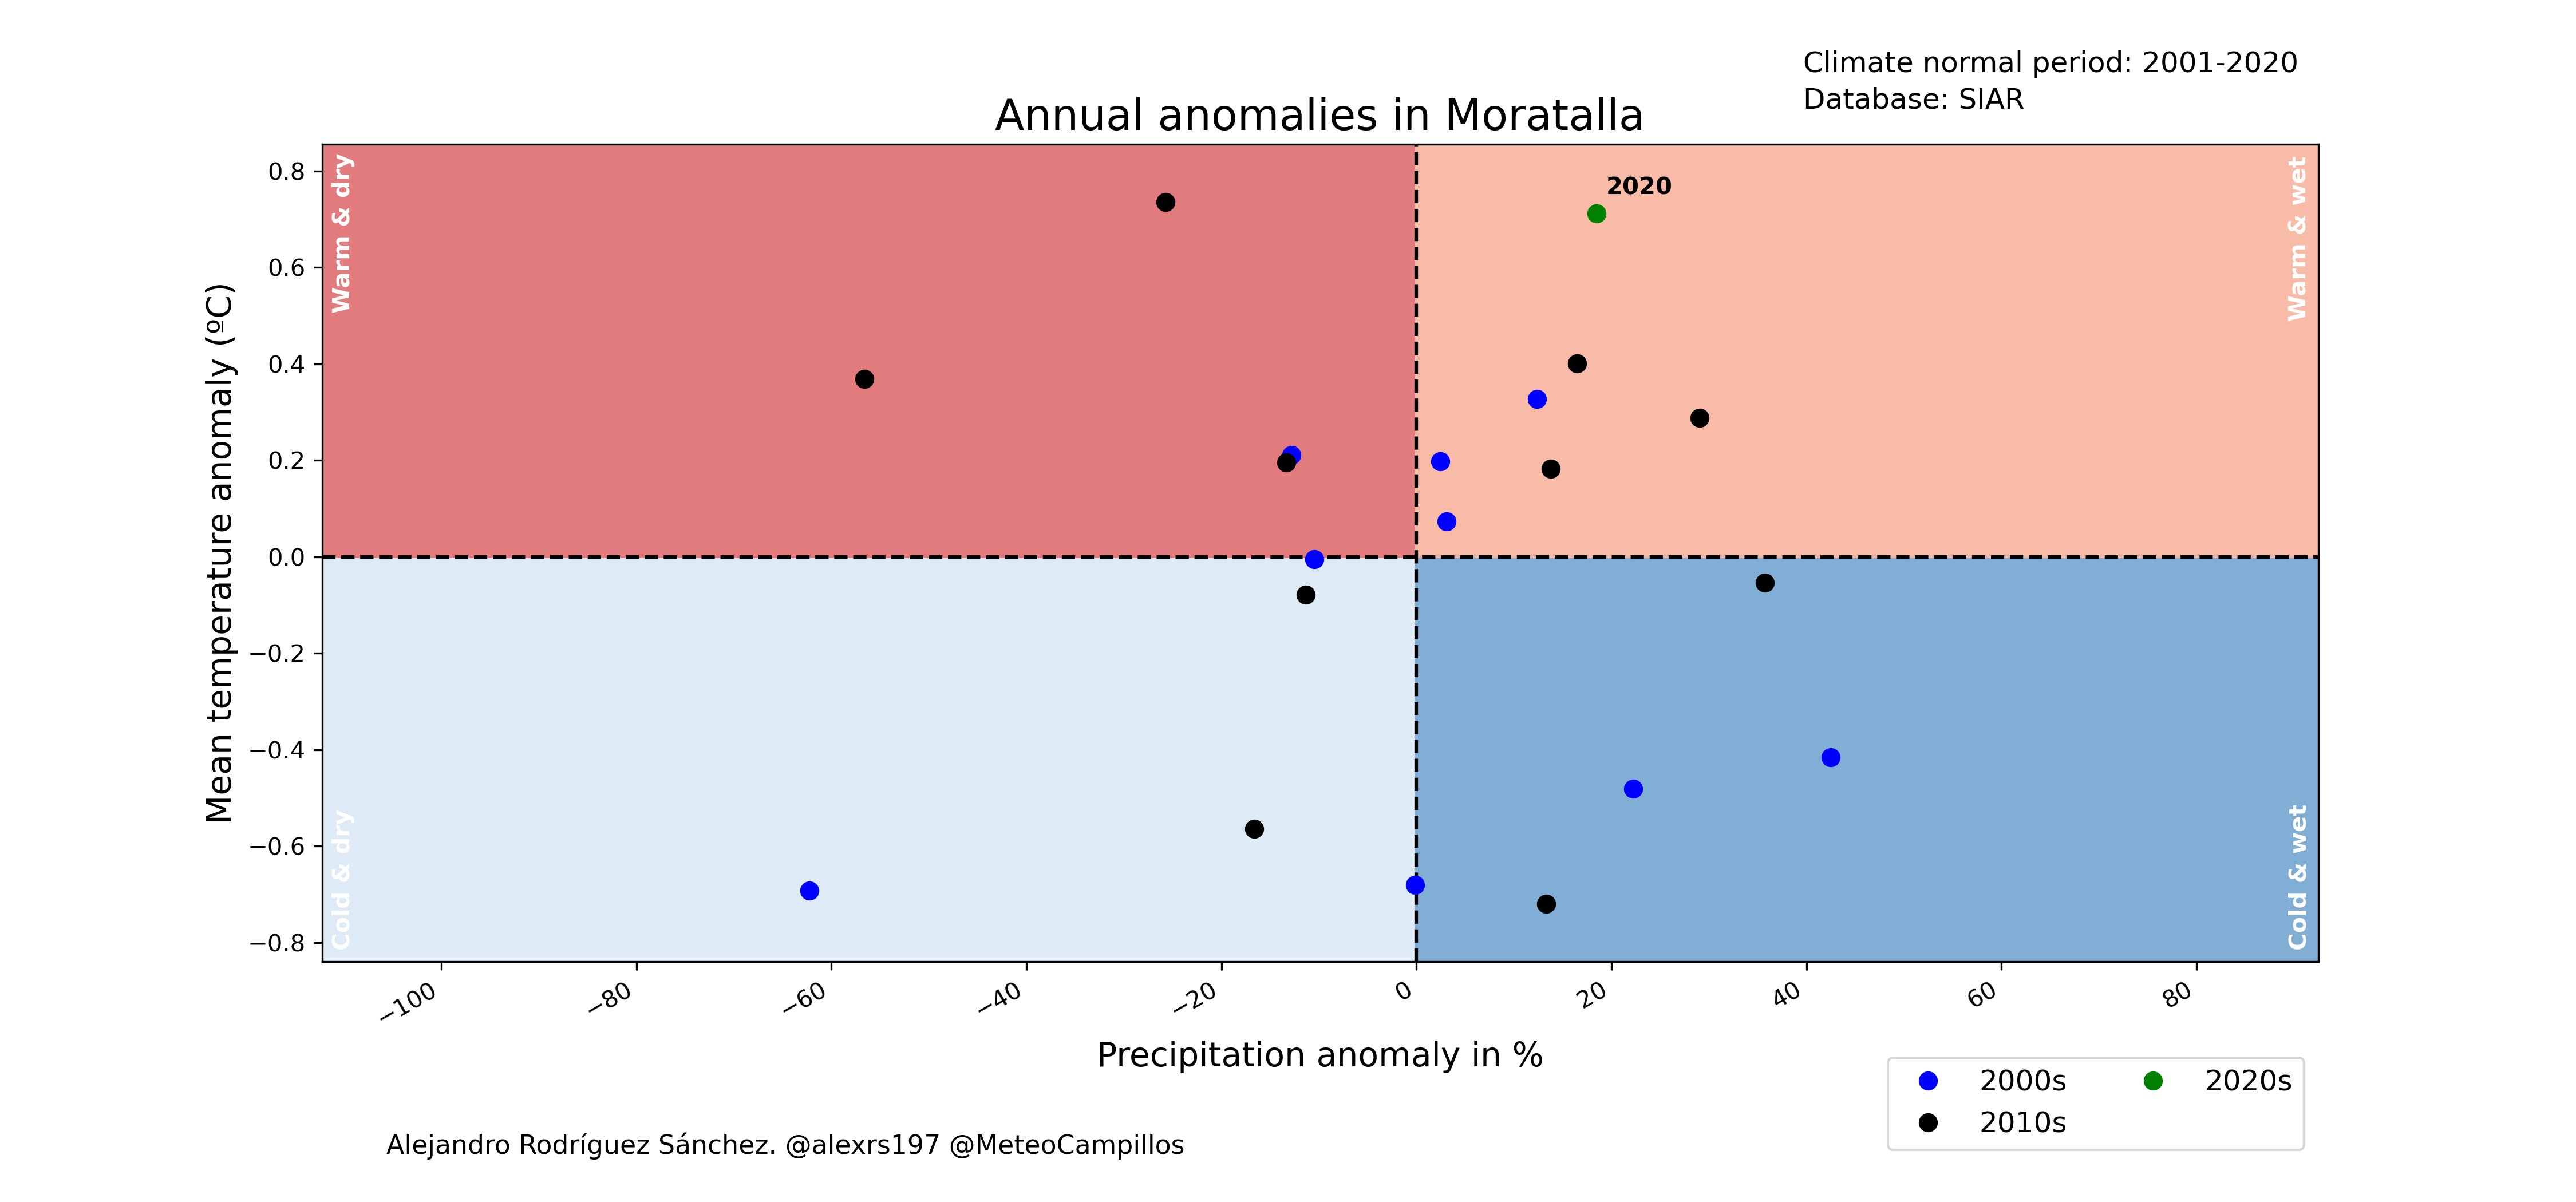 Climate normal period: 2001-2020
Database: SIAR
Annual anomalies in Moratalla
Warm & dry
Warm & wet
2020
0.8
0.6
0.4
0.2
0.0
−0.2
−0.4
−0.6
−0.8
Mean temperature anomaly (ºC)
Cold & dry
Cold & wet
−100 −80 −60 −40 −20 0 20 40 60 80
Precipitation anomaly in %
2000s 2020s
2010s
Alejandro Rodríguez Sánchez. @alexrs197 @MeteoCampillos